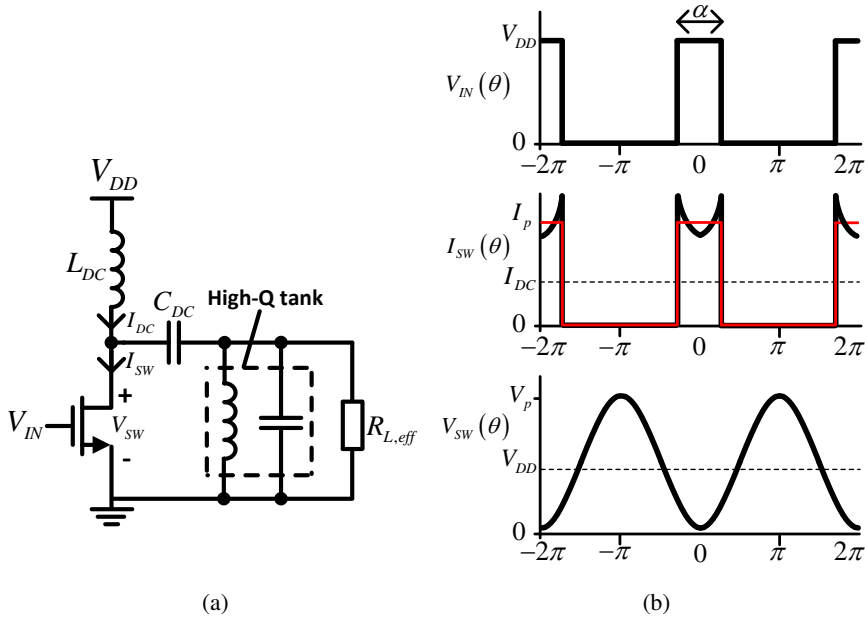 V_DD
L_DC
I_DC
C_DC
High-Q tank
I_SW
V_IN
+
V_SW
-
R_L,eff
(a)
α
V_DD
V_IN(θ)
0
−2π −π 0 π 2π
I_p
I_SW(θ)
I_DC
0
−2π −π 0 π 2π
V_p
V_SW(θ)
V_DD
0
−2π −π 0 π 2π
(b)